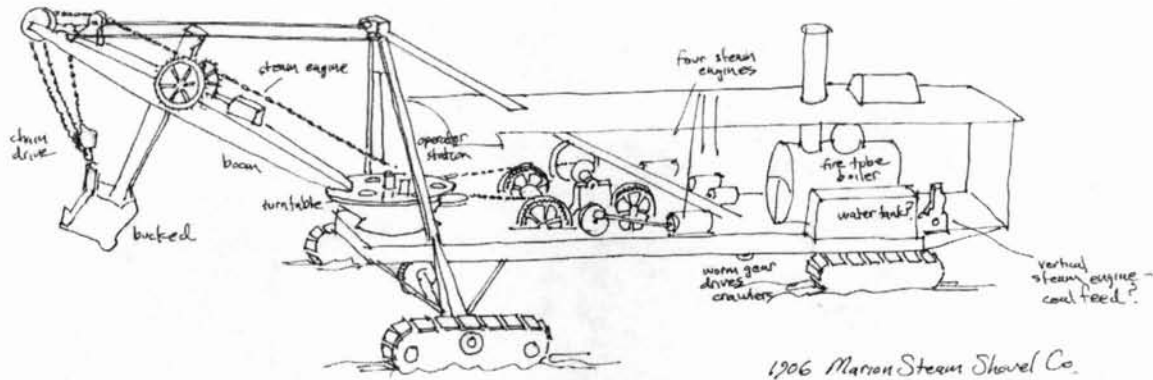 steam engine
four steam
engines
chain
drive
operator
station
boom
fire tube
boiler
turntable
water tank?
bucked
worm gear
drives
crawlers
vertical
steam engine -
coal feed?
1906 Marion Steam Shovel Co.